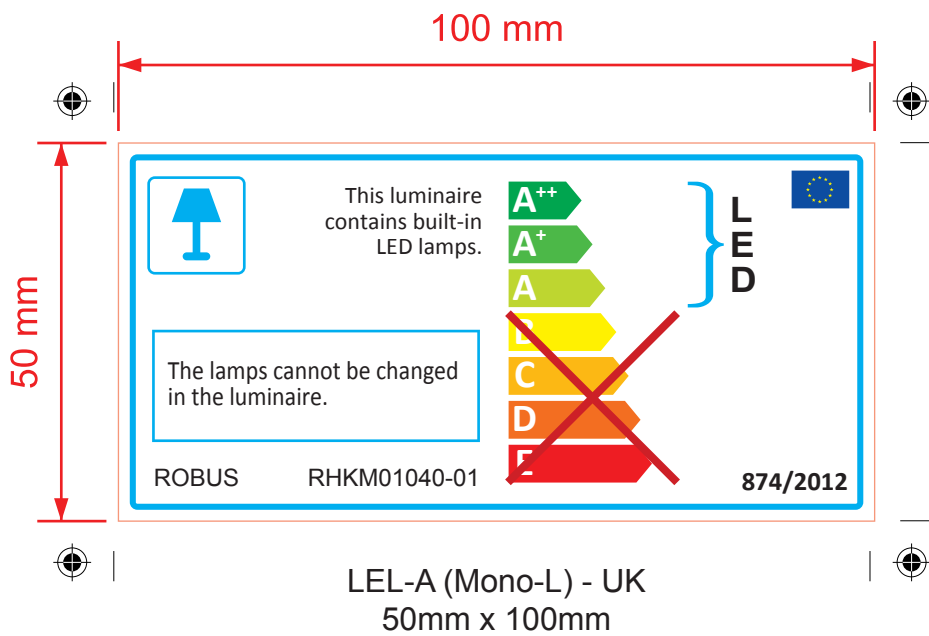 100 mm
50 mm
This luminaire
contains built-in
LED lamps.
A++
A+
A
B
C
D
E
L
E
D
The lamps cannot be changed
in the luminaire.
ROBUS RHKM01040-01
874/2012
LEL-A (Mono-L) - UK
50mm x 100mm